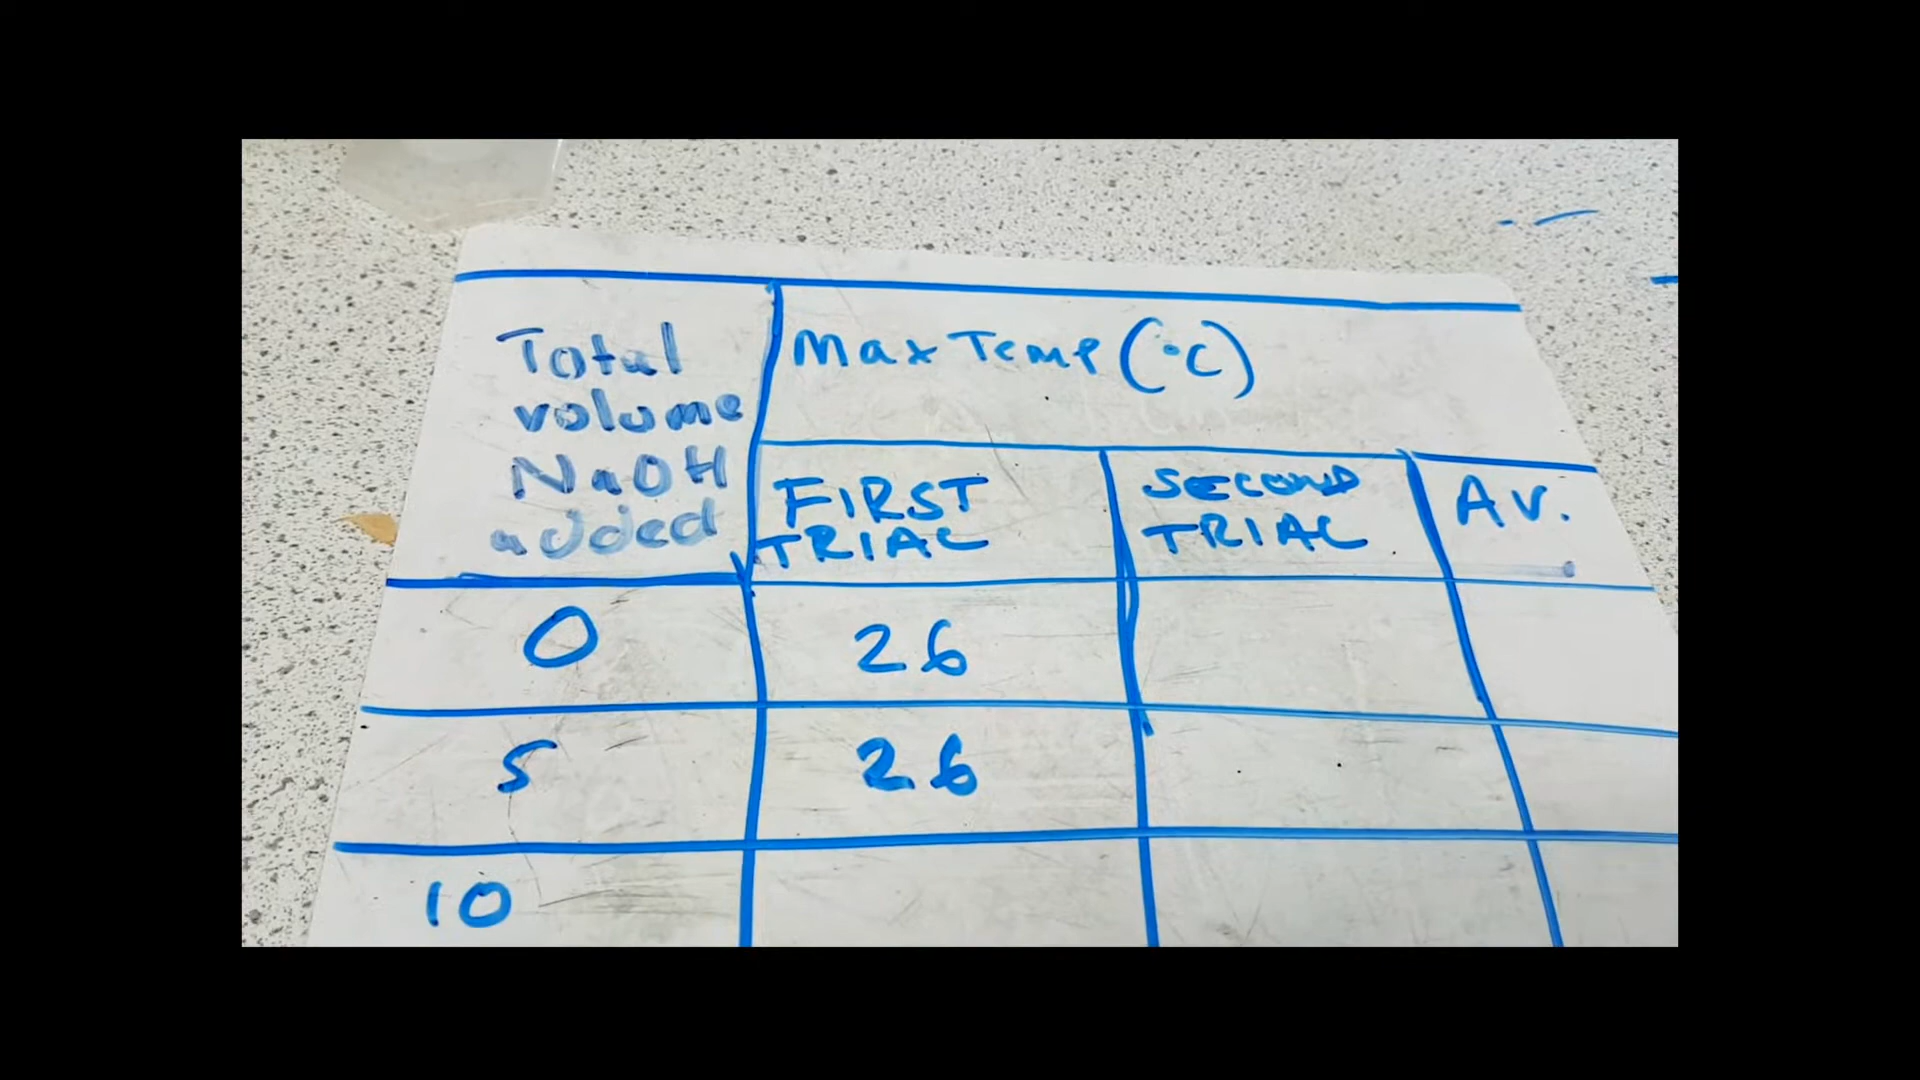 Total
volume
NaOH
added
Max Temp (°C)
FIRST
TRIAL
SECOND
TRIAL
Av.
0
26
5
26
10